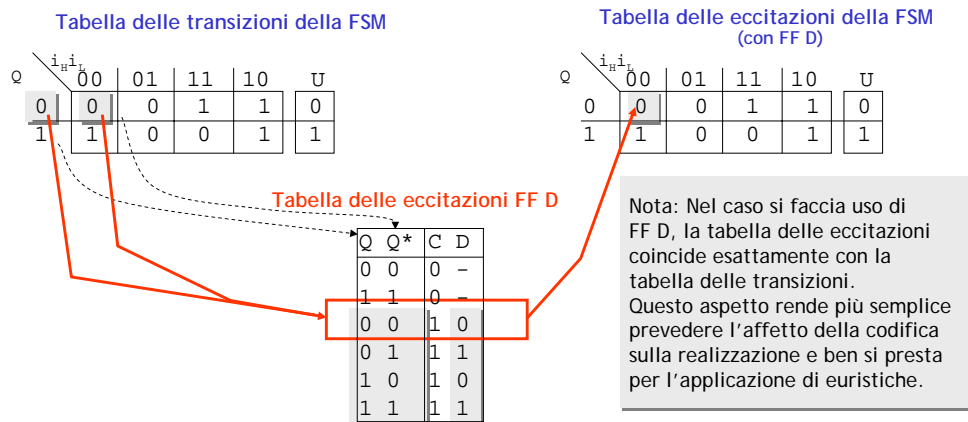 Tabella delle transizioni della FSM
Tabella delle eccitazioni della FSM
(con FF D)
Q iHiL 00 01 11 10 U
0 0 0 1 1 0
1 1 0 0 1 1
Q iHiL 00 01 11 10 U
0 0 0 1 1 0
1 1 0 0 1 1
Tabella delle eccitazioni FF D
Q Q* C D
0 0 0 -
1 1 0 -
0 0 1 0
0 1 1 1
1 0 1 0
1 1 1 1
Nota: Nel caso si faccia uso di
FF D, la tabella delle eccitazioni
coincide esattamente con la
tabella delle transizioni.
Questo aspetto rende più semplice
prevedere l'affetto della codifica
sulla realizzazione e ben si presta
per l'applicazione di euristiche.